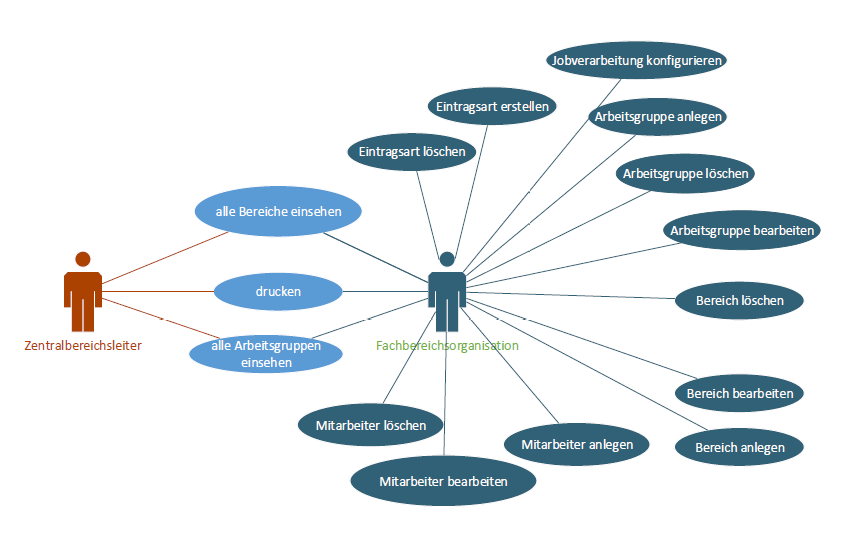 Jobverarbeitung konfigurieren
Eintragsart erstellen
Arbeitsgruppe anlegen
Eintragsart löschen
Arbeitsgruppe löschen
alle Bereiche einsehen
Arbeitsgruppe bearbeiten
drucken
Bereich löschen
Zentralbereichsleiter
alle Arbeitsgruppen
einsehen
Fachbereichsorganisation
Bereich bearbeiten
Mitarbeiter löschen
Mitarbeiter anlegen
Bereich anlegen
Mitarbeiter bearbeiten